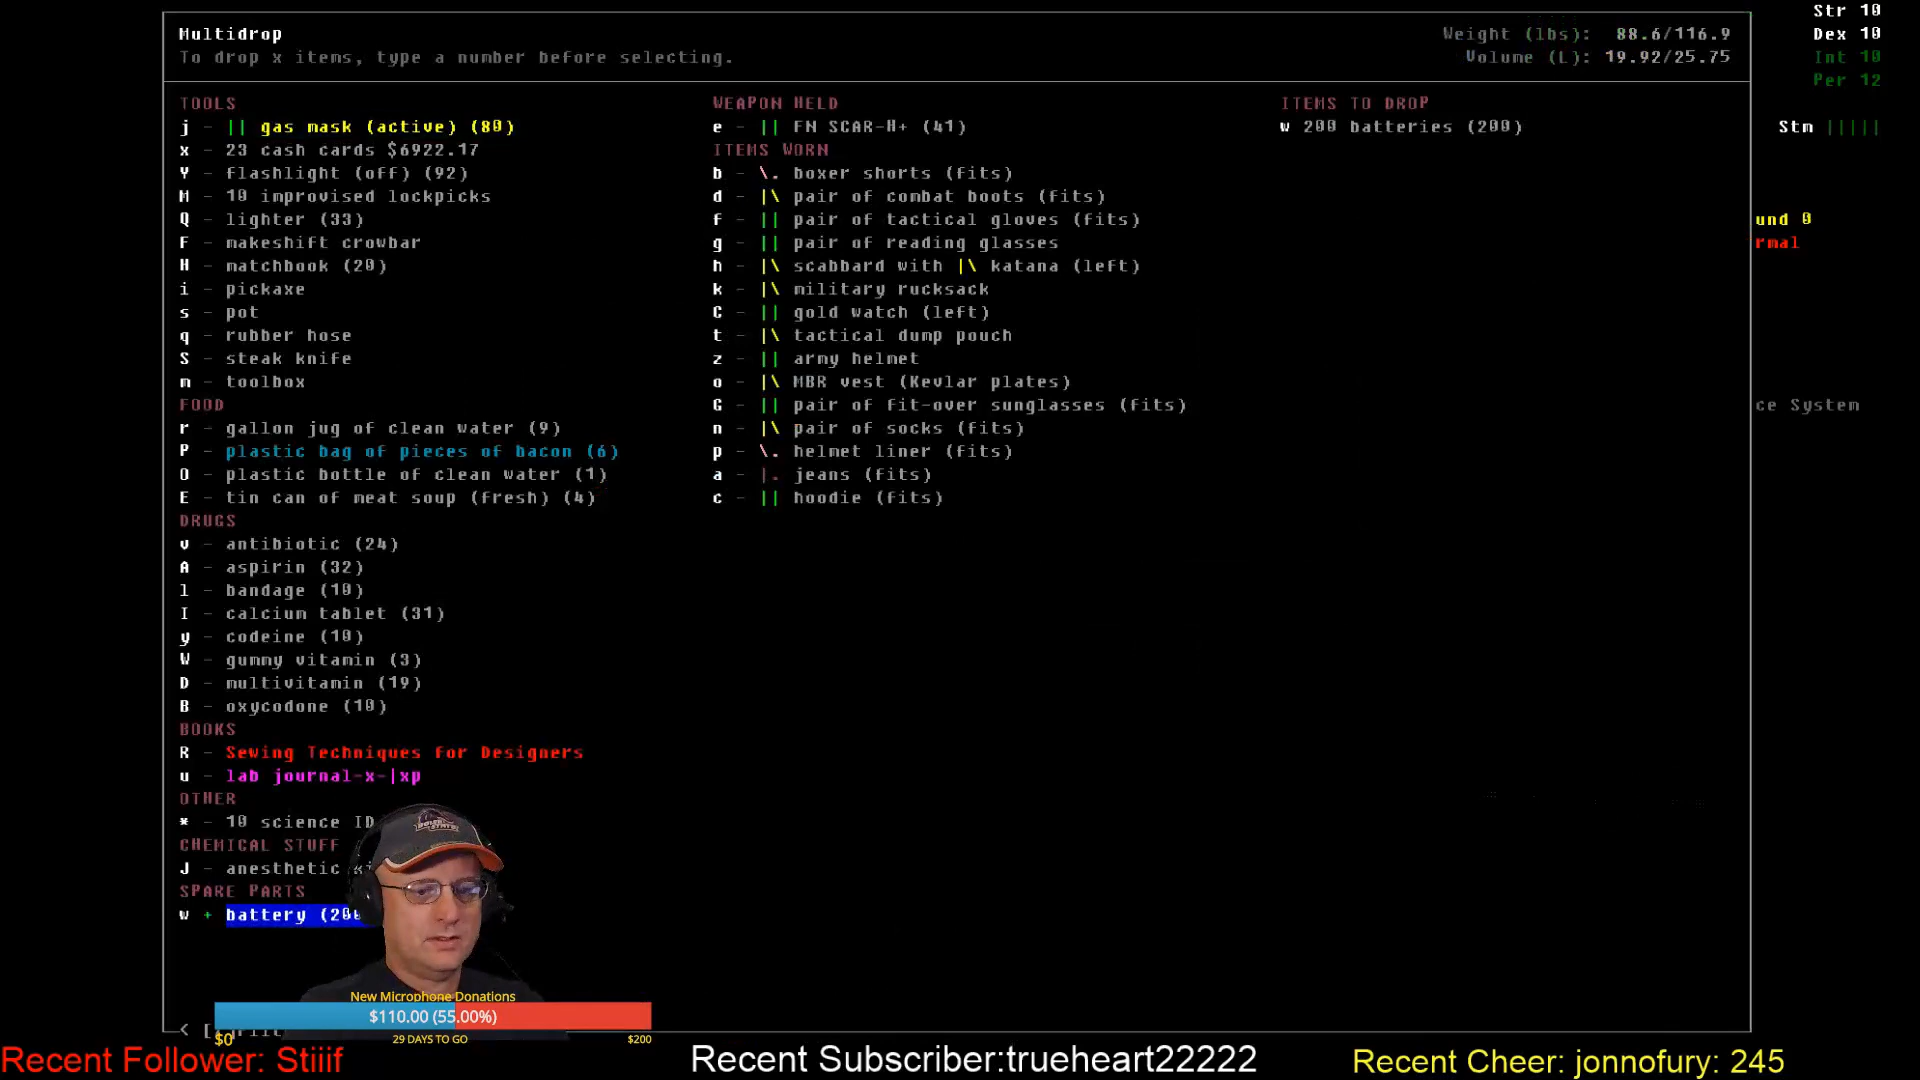 Multidrop
To drop x items, type a number before selecting.
Weight (lbs): 88.6/116.9
Volume (L): 19.92/25.75
Str 10
Dex 10
Int 10
Per 12
Stm |||||
und 0
rmal
ce System
TOOLS
j - || gas mask (active) (80)
x - 23 cash cards $6922.17
Y - flashlight (off) (92)
M - 10 improvised lockpicks
Q - lighter (33)
F - makeshift crowbar
H - matchbook (20)
i - pickaxe
s - pot
q - rubber hose
S - steak knife
m - toolbox
FOOD
r - gallon jug of clean water (9)
P - plastic bag of pieces of bacon (6)
O - plastic bottle of clean water (1)
E - tin can of meat soup (fresh) (4)
DRUGS
v - antibiotic (24)
A - aspirin (32)
l - bandage (10)
I - calcium tablet (31)
y - codeine (10)
W - gummy vitamin (3)
D - multivitamin (19)
B - oxycodone (10)
BOOKS
R - Sewing Techniques for Designers
u - lab journal-x-|xp
OTHER
* - 10 science ID
CHEMICAL STUFF
J - anesthetic
SPARE PARTS
w + battery (200
WEAPON HELD
e - || FN SCAR-H+ (41)
ITEMS WORN
b - \. boxer shorts (fits)
d - |\ pair of combat boots (fits)
f - || pair of tactical gloves (fits)
g - || pair of reading glasses
h - |\ scabbard with |\ katana (left)
k - |\ military rucksack
C - || gold watch (left)
t - |\ tactical dump pouch
z - || army helmet
o - |\ MBR vest (Kevlar plates)
G - || pair of fit-over sunglasses (fits)
n - |\ pair of socks (fits)
p - \. helmet liner (fits)
a - |. jeans (fits)
c - || hoodie (fits)
ITEMS TO DROP
w 200 batteries (200)
New Microphone Donations
$110.00 (55.00%)
$0 29 DAYS TO GO $200
Recent Follower: Stiiif
Recent Subscriber:trueheart22222
Recent Cheer: jonnofury: 245